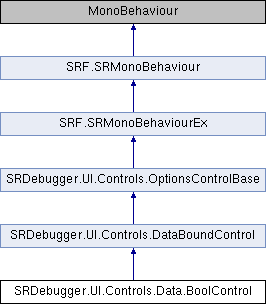 MonoBehaviour
SRF.SRMonoBehaviour
SRF.SRMonoBehaviourEx
SRDebugger.UI.Controls.OptionsControlBase
SRDebugger.UI.Controls.DataBoundControl
SRDebugger.UI.Controls.Data.BoolControl